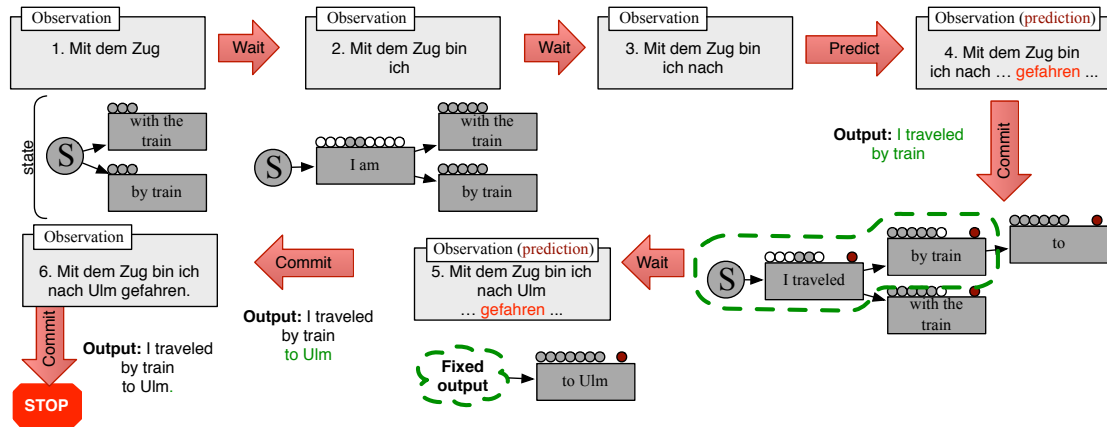 Observation
1. Mit dem Zug
Wait
Observation
2. Mit dem Zug bin
ich
Wait
Observation
3. Mit dem Zug bin
ich nach
Predict
Observation (prediction)
4. Mit dem Zug bin
ich nach ... gefahren ...
state
S
with the
train
by train
S
I am
with the
train
by train
Output: I traveled
by train
Commit
S
I traveled
by train
with the
train
to
Wait
Observation (prediction)
5. Mit dem Zug bin ich
nach Ulm
... gefahren ...
Fixed
output
to Ulm
Commit
Output: I traveled
by train
to Ulm
Observation
6. Mit dem Zug bin ich
nach Ulm gefahren.
Commit
Output: I traveled
by train
to Ulm.
STOP